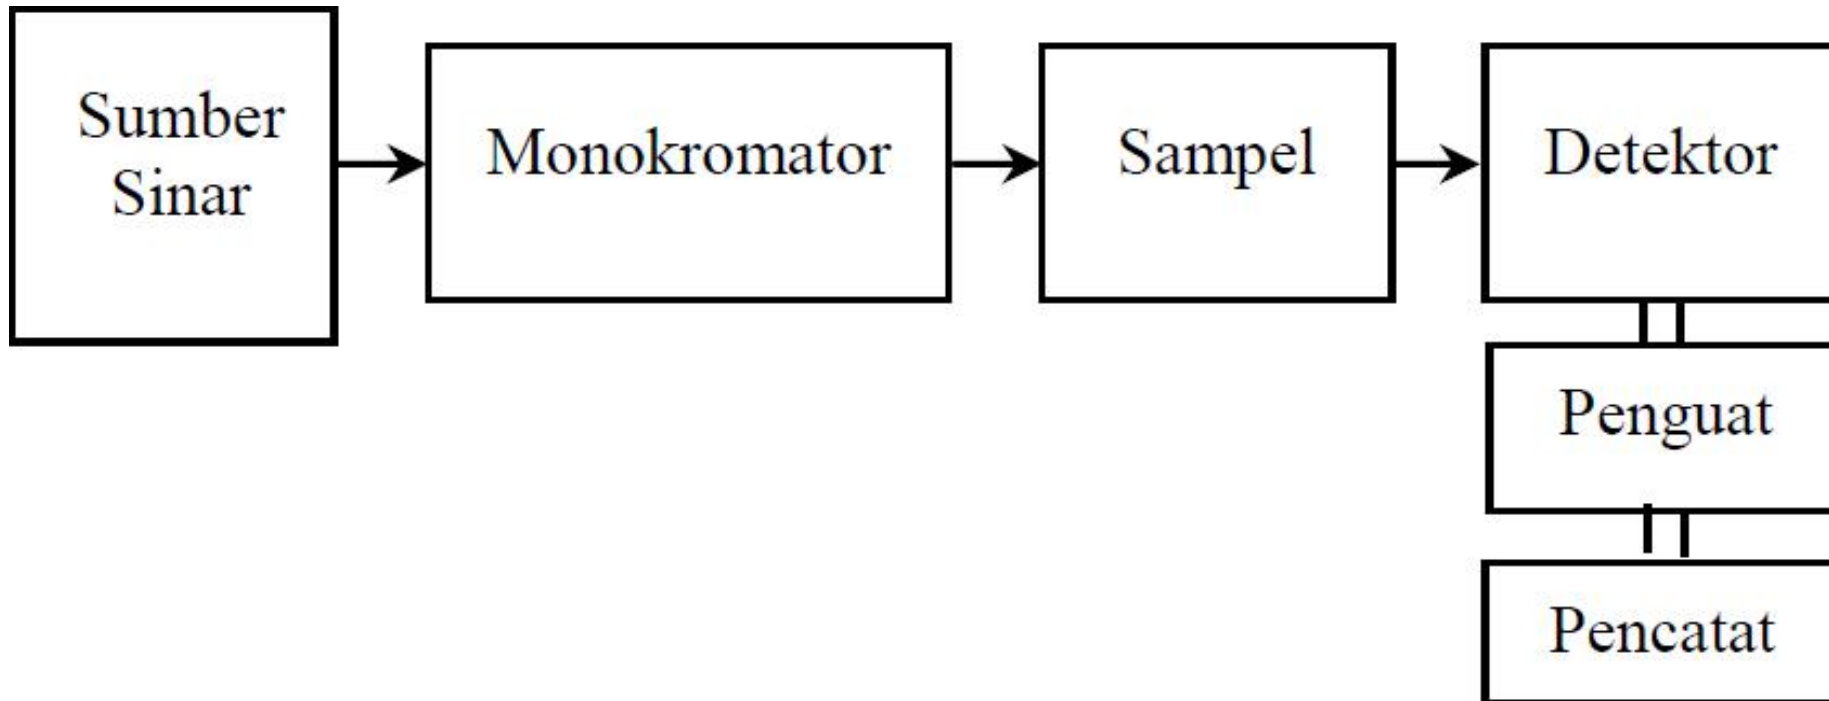 Sumber
Sinar
Monokromator
Sampel
Detektor
Penguat
Pencatat